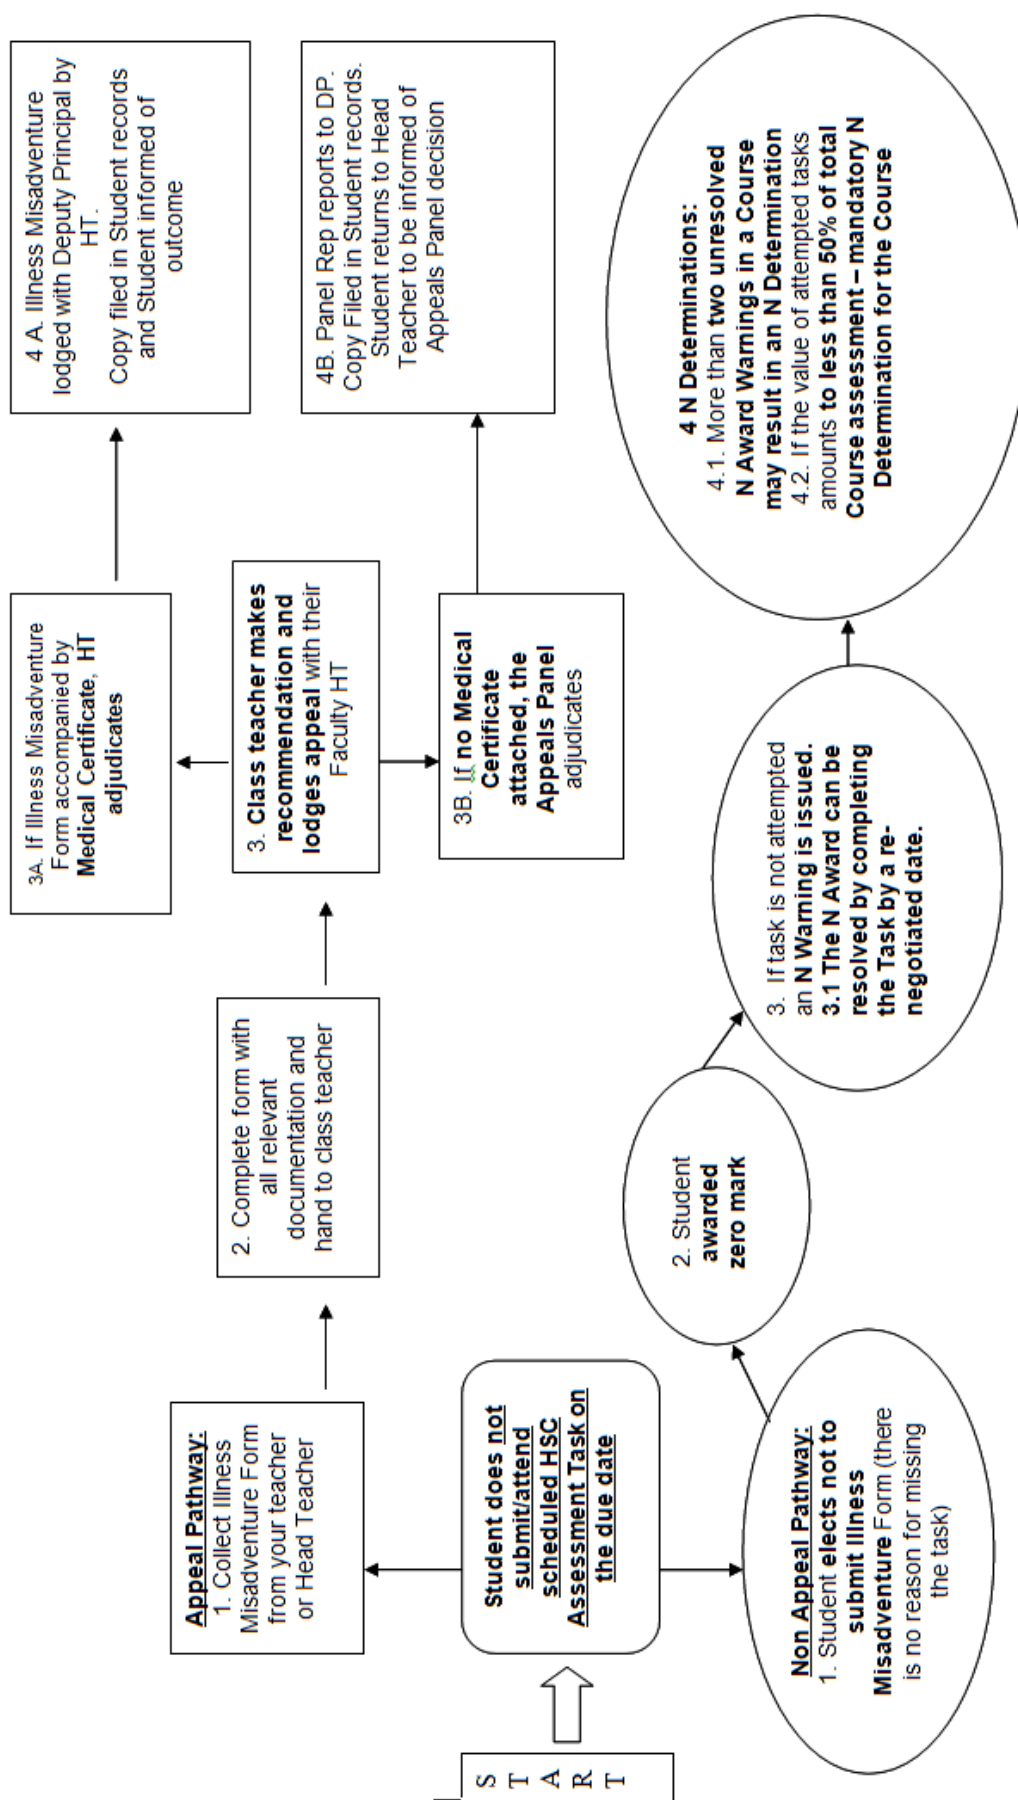 S
T
A
R
T
Student does not
submit/attend
scheduled HSC
Assessment Task on
the due date
Appeal Pathway:
1. Collect Illness
Misadventure Form
from your teacher
or Head Teacher
2. Complete form with
all relevant
documentation and
hand to class teacher
3. Class teacher makes
recommendation and
lodges appeal with their
Faculty HT
3A. If Illness Misadventure
Form accompanied by
Medical Certificate, HT
adjudicates
4 A. Illness Misadventure
lodged with Deputy Principal by
HT.
Copy filed in Student records
and Student informed of
outcome
3B. If no Medical
Certificate
attached, the
Appeals Panel
adjudicates
4B. Panel Rep reports to DP.
Copy Filed in Student records.
Student returns to Head
Teacher to be informed of
Appeals Panel decision
Non Appeal Pathway:
1. Student elects not to
submit Illness
Misadventure Form (there
is no reason for missing
the task)
2. Student
awarded
zero mark
3. If task is not attempted
an N Warning is issued.
3.1 The N Award can be
resolved by completing
the Task by a re-
negotiated date.
4 N Determinations:
4.1. More than two unresolved
N Award Warnings in a Course
may result in an N Determination
4.2. If the value of attempted tasks
amounts to less than 50% of total
Course assessment – mandatory N
Determination for the Course